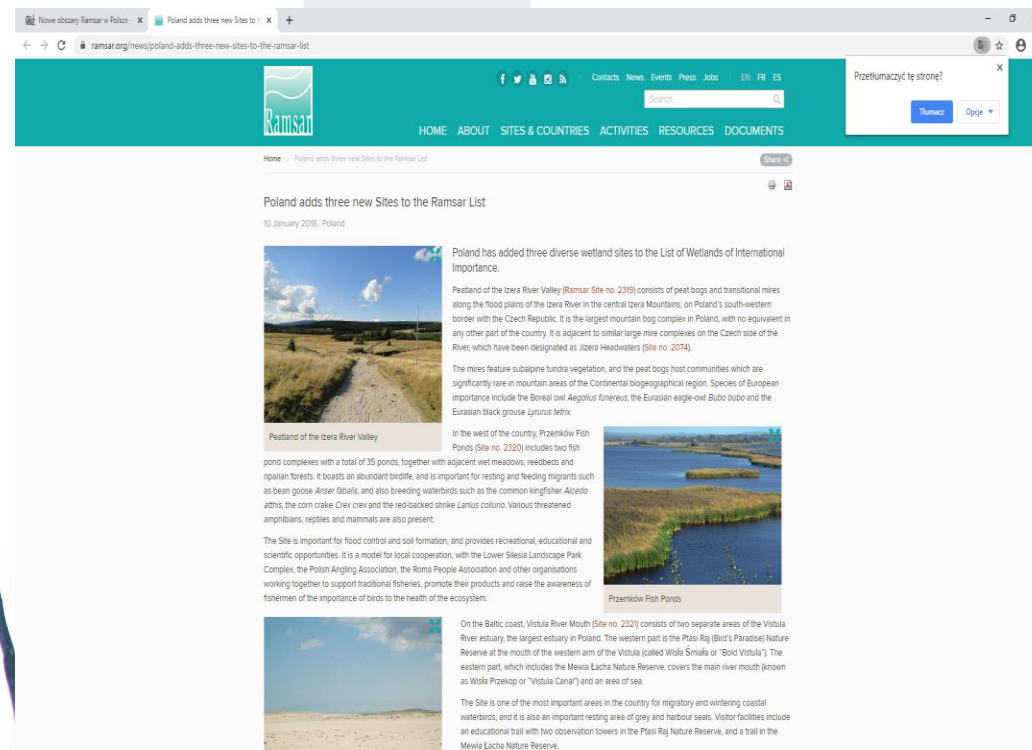 Nowe obszary Ramsar w Polsce
Poland adds three new Sites to t
ramsar.org/news/poland-adds-three-new-sites-to-the-ramsar-list
Przetłumaczyć tę stronę?
Tłumacz
Opcje
Ramsar
Contacts News Events Press Jobs EN FR ES
Search...
HOME ABOUT SITES & COUNTRIES ACTIVITIES RESOURCES DOCUMENTS
Home > Poland adds three new Sites to the Ramsar List
Share
Poland adds three new Sites to the Ramsar List
10 January 2018 Poland
Poland has added three diverse wetland sites to the List of Wetlands of International
Importance.
Peatland of the Izera River Valley (Ramsar Site no. 2319) consists of peat bogs and transitional mires
along the flood plains of the Izera River in the central Izera Mountains, on Poland's south-western
border with the Czech Republic. It is the largest mountain bog complex in Poland, with no equivalent in
any other part of the country. It is adjacent to similar large mire complexes on the Czech side of the
River, which have been designated as Jizera Headwaters (Site no. 2074).
The mires feature subalpine tundra vegetation, and the peat bogs host communities which are
significantly rare in mountain areas of the Continental biogeographical region. Species of European
importance include the Boreal owl Aegolius funereus, the Eurasian eagle-owl Bubo bubo and the
Eurasian black grouse Lyrurus tetrix.
Peatland of the Izera River Valley
In the west of the country, Przemków Fish
Ponds (Site no. 2320) includes two fish
pond complexes with a total of 35 ponds, together with adjacent wet meadows, reedbeds and
riparian forests. It boasts an abundant birdlife, and is important for resting and feeding migrants such
as bean goose Anser fabalis, and also breeding waterbirds such as the common kingfisher Alcedo
atthis, the corn crake Crex crex and the red-backed shrike Lanius collurio. Various threatened
amphibians, reptiles and mammals are also present.
The Site is important for flood control and soil formation, and provides recreational, educational and
scientific opportunities. It is a model for local cooperation, with the Lower Silesia Landscape Park
Complex, the Polish Angling Association, the Roma People Association and other organisations
working together to support traditional fisheries, promote their products and raise the awareness of
fishermen of the importance of birds to the health of the ecosystem.
Przemków Fish Ponds
On the Baltic coast, Vistula River Mouth (Site no. 2321) consists of two separate areas of the Vistula
River estuary, the largest estuary in Poland. The western part is the Ptasi Raj (Bird's Paradise) Nature
Reserve at the mouth of the western arm of the Vistula (called Wisła Śmiała or "Bold Vistula"). The
eastern part, which includes the Mewia Łacha Nature Reserve, covers the main river mouth (known
as Wisła Przekop or "Vistula Canal") and an area of sea.
The Site is one of the most important areas in the country for migratory and wintering coastal
waterbirds, and it is also an important resting area of grey and harbour seals. Visitor facilities include
an educational trail with two observation towers in the Ptasi Raj Nature Reserve, and a trail in the
Mewia Łacha Nature Reserve.